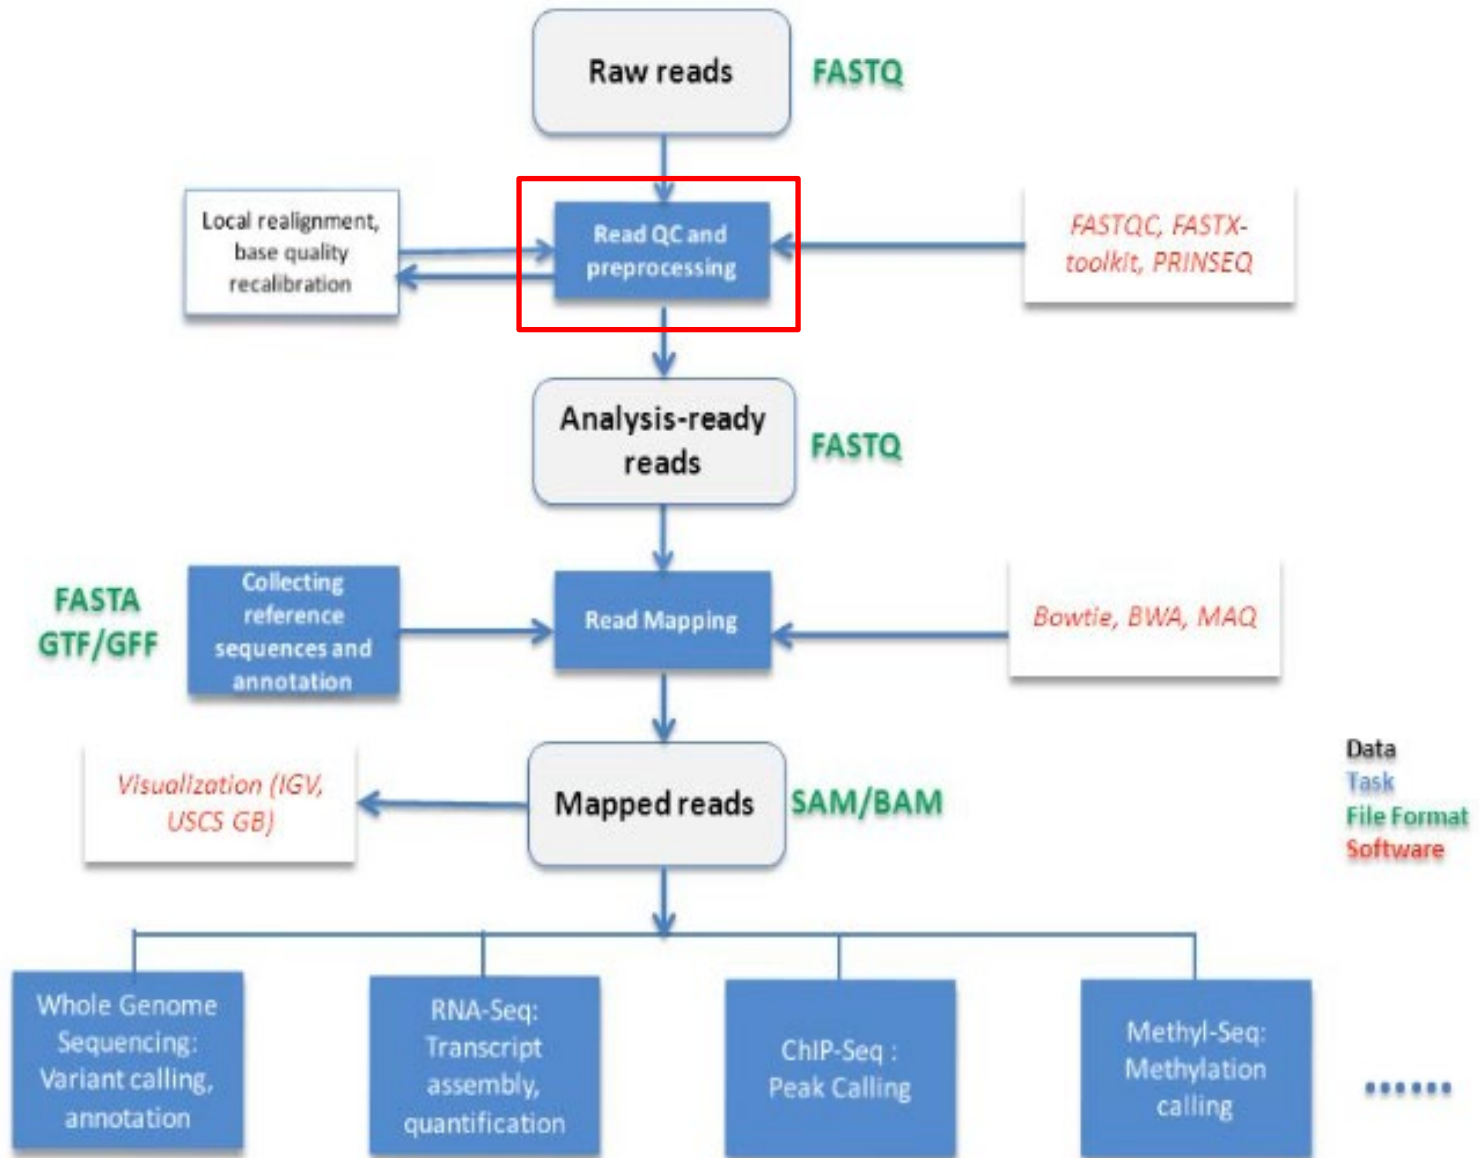 Raw reads
FASTQ
Local realignment,
base quality
recalibration
Read QC and
preprocessing
FASTQC, FASTX-
toolkit, PRINSEQ
Analysis-ready
reads
FASTQ
FASTA
GTF/GFF
Collecting
reference
sequences and
annotation
Read Mapping
Bowtie, BWA, MAQ
Visualization (IGV,
USCS GB)
Mapped reads
SAM/BAM
Data
Task
File Format
Software
Whole Genome
Sequencing:
Variant calling,
annotation
RNA-Seq:
Transcript
assembly,
quantification
ChIP-Seq :
Peak Calling
Methyl-Seq:
Methylation
calling
......